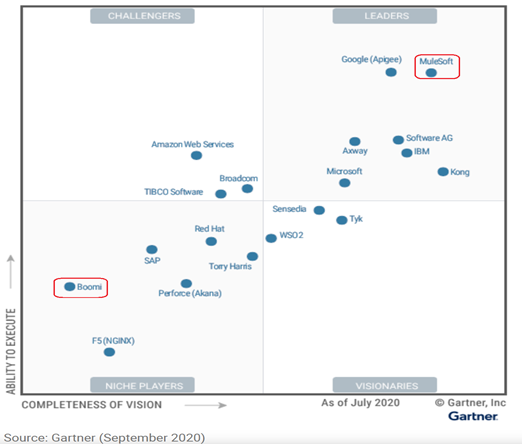 CHALLENGERS
LEADERS
Google (Apigee)
MuleSoft
Amazon Web Services
Software AG
Axway
IBM
Broadcom
Microsoft
Kong
TIBCO Software
Sensedia
Tyk
Red Hat
WSO2
SAP
Torry Harris
Boomi
Perforce (Akana)
F5 (NGINX)
ABILITY TO EXECUTE
NICHE PLAYERS
VISIONARIES
COMPLETENESS OF VISION
As of July 2020
© Gartner, Inc
Gartner
Source: Gartner (September 2020)